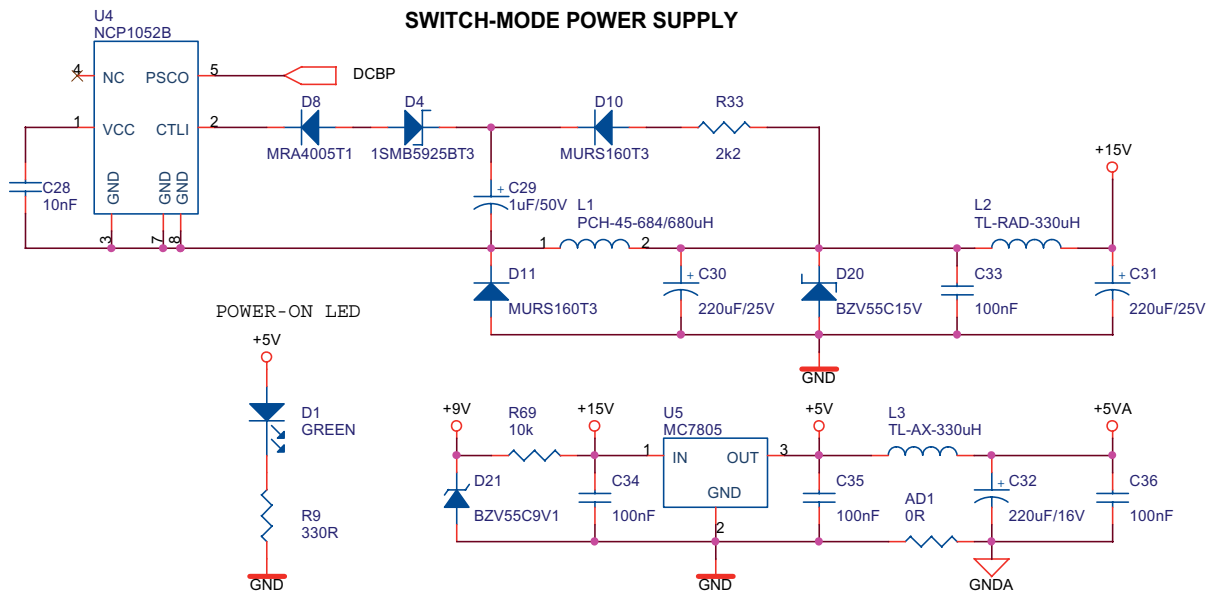 SWITCH-MODE POWER SUPPLY
U4
NCP1052B
4
NC
PSCO
5
DCBP
1
VCC
CTLI
2
GND
GND
GND
3
7
8
C28
10nF
D8
MRA4005T1
D4
1SMB5925BT3
D10
MURS160T3
R33
2k2
+
C29
1uF/50V
L1
PCH-45-684/680uH
1
2
L2
TL-RAD-330uH
+15V
D11
MURS160T3
+
C30
220uF/25V
D20
BZV55C15V
C33
100nF
+
C31
220uF/25V
GND
POWER-ON LED
+5V
D1
GREEN
R9
330R
GND
+9V
R69
10k
+15V
U5
MC7805
1
IN
OUT
3
GND
2
+5V
L3
TL-AX-330uH
+5VA
D21
BZV55C9V1
C34
100nF
C35
100nF
AD1
0R
+
C32
220uF/16V
C36
100nF
GND
GNDA